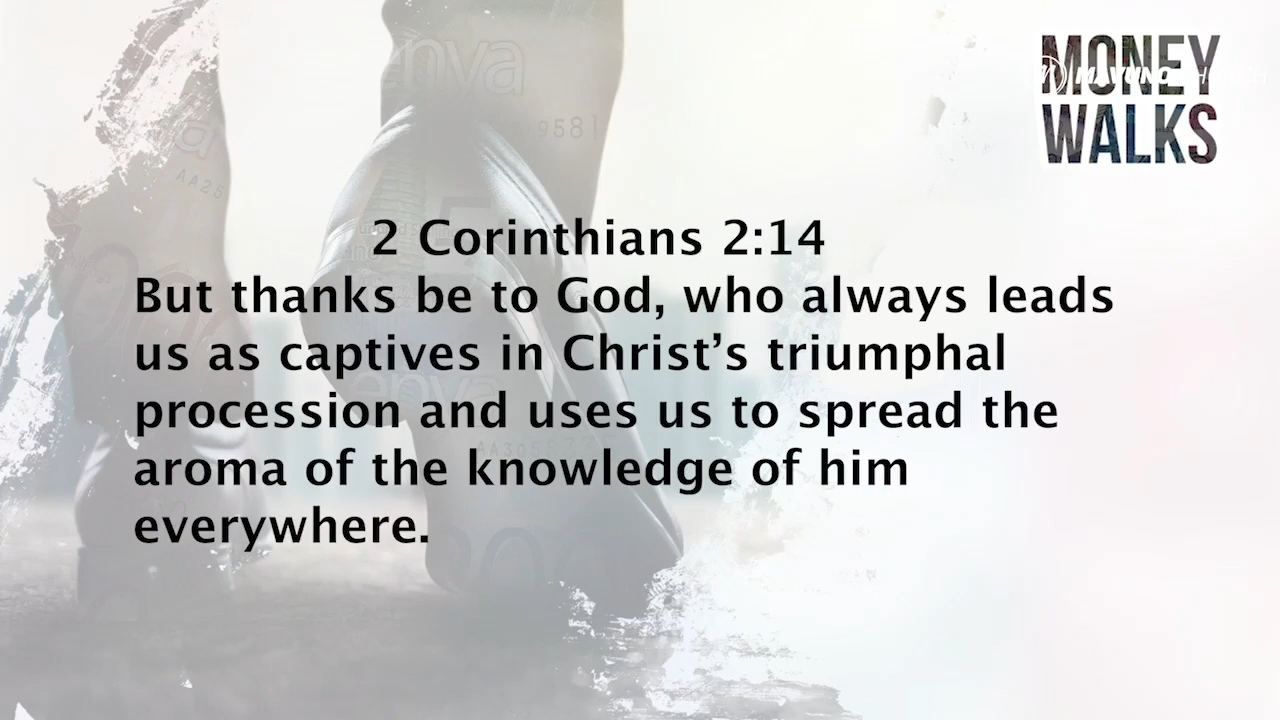 MONEY
WALKS
2 Corinthians 2:14
But thanks be to God, who always leads
us as captives in Christ’s triumphal
procession and uses us to spread the
aroma of the knowledge of him
everywhere.